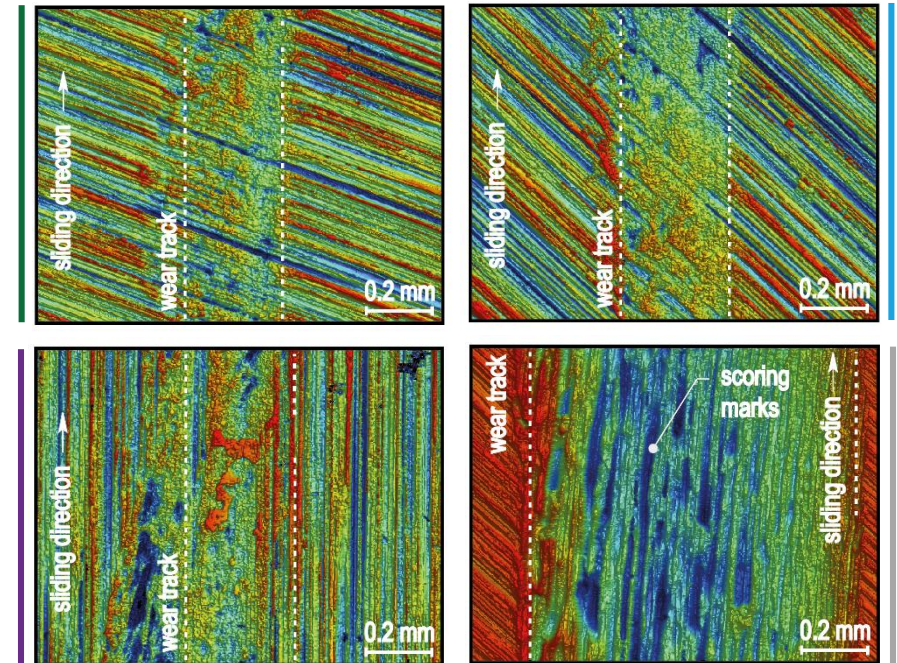 sliding direction
wear track
0.2 mm
sliding direction
wear track
0.2 mm
sliding direction
wear track
0.2 mm
wear track
scoring
marks
sliding direction
0.2 mm